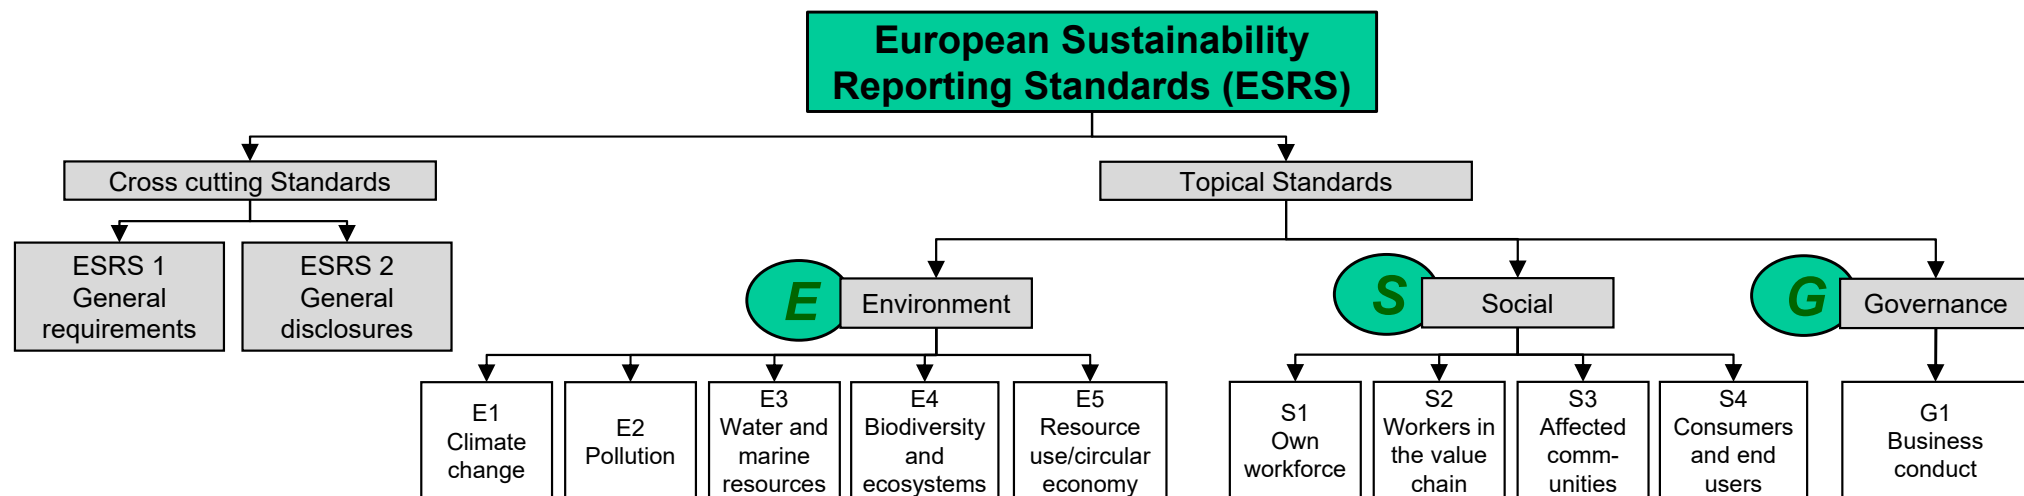 European Sustainability
Reporting Standards (ESRS)
Cross cutting Standards
Topical Standards
ESRS 1
General
requirements
ESRS 2
General
disclosures
E
Environment
S
Social
G
Governance
E1
Climate
change
E2
Pollution
E3
Water and
marine
resources
E4
Biodiversity
and
ecosystems
E5
Resource
use/circular
economy
S1
Own
workforce
S2
Workers in
the value
chain
S3
Affected
comm-
unities
S4
Consumers
and end
users
G1
Business
conduct